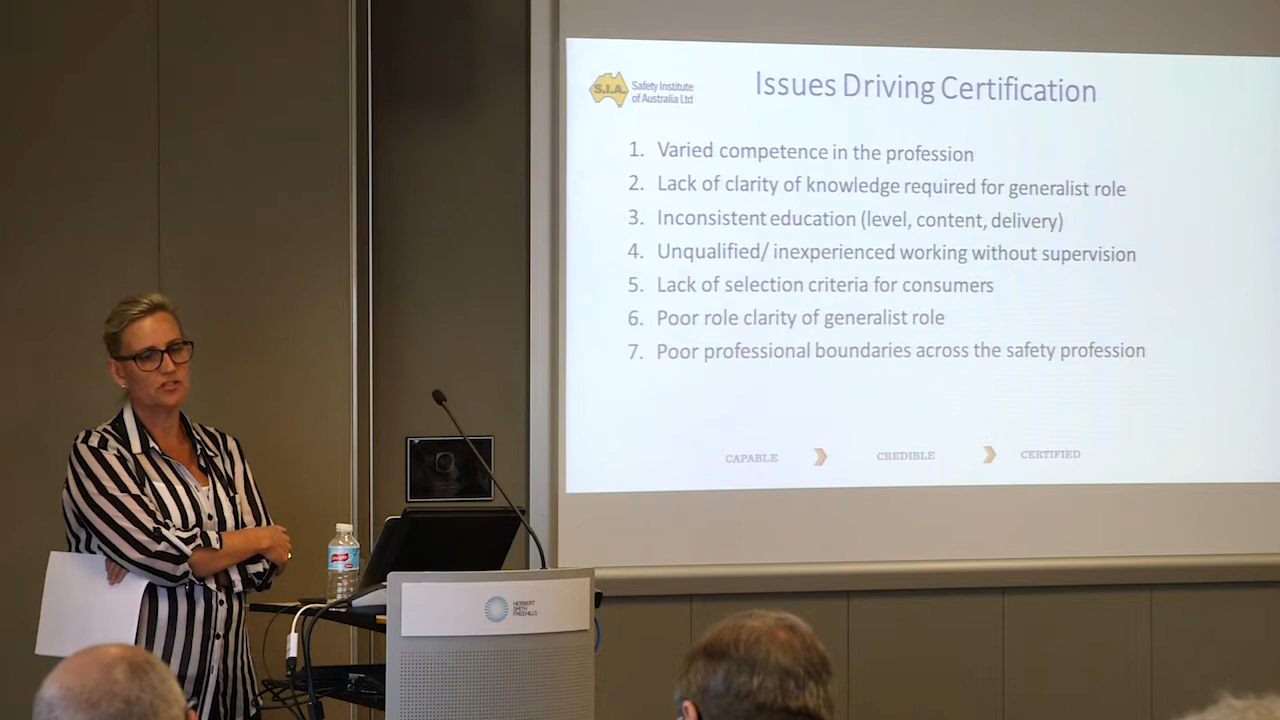 S.I.A.
Safety Institute
of Australia Ltd
Issues Driving Certification
1. Varied competence in the profession
2. Lack of clarity of knowledge required for generalist role
3. Inconsistent education (level, content, delivery)
4. Unqualified/ inexperienced working without supervision
5. Lack of selection criteria for consumers
6. Poor role clarity of generalist role
7. Poor professional boundaries across the safety profession
CAPABLE CREDIBLE CERTIFIED
HERBERT
SMITH
FREEHILLS